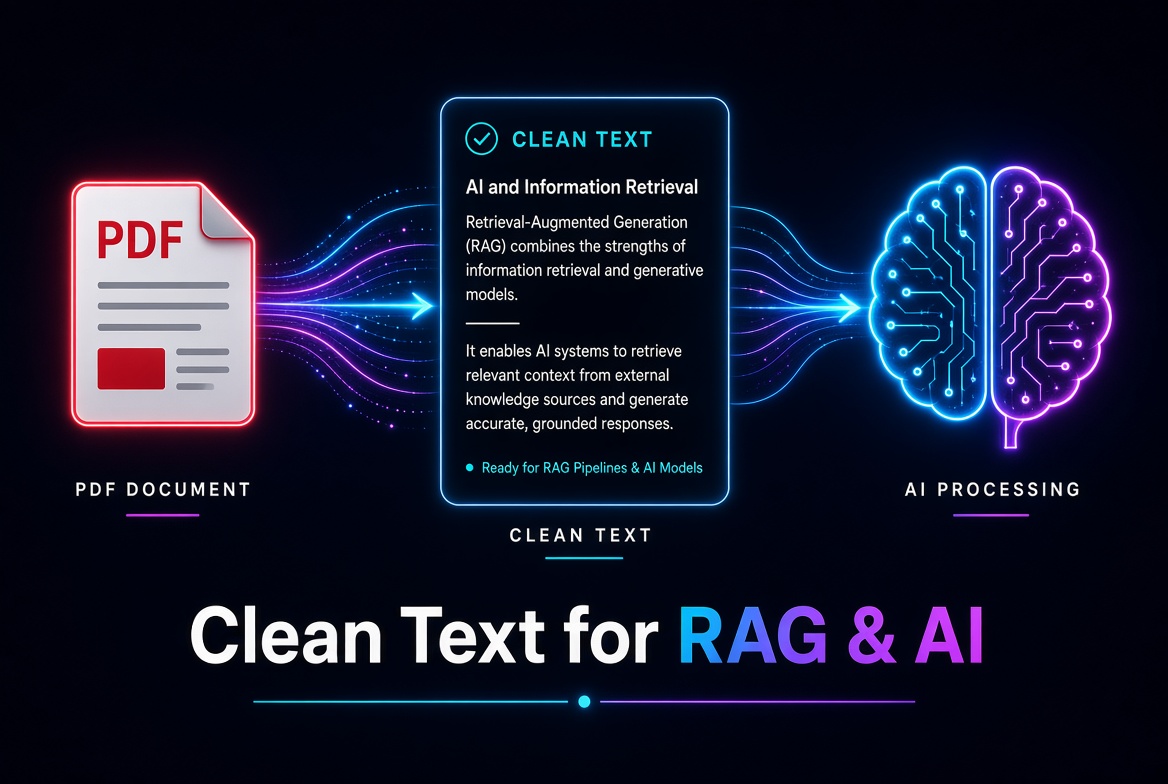 PDF
PDF DOCUMENT
CLEAN TEXT
AI and Information Retrieval
Retrieval-Augmented Generation
(RAG) combines the strengths of
information retrieval and generative
models.
It enables AI systems to retrieve
relevant context from external
knowledge sources and generate
accurate, grounded responses.
Ready for RAG Pipelines & AI Models
CLEAN TEXT
AI PROCESSING
Clean Text for RAG & AI